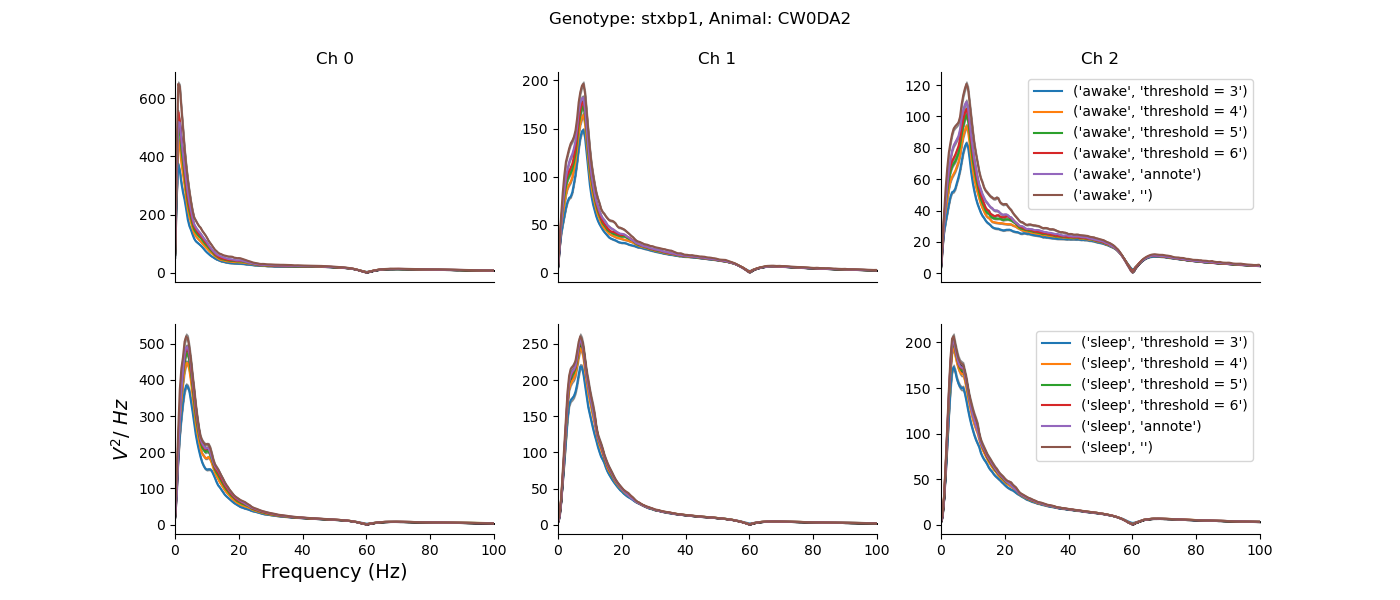 Genotype: stxbp1, Animal: CW0DA2
Ch 0
Ch 1
Ch 2
600
400
200
0
200
150
100
50
0
120
100
80
60
40
20
0
('awake', 'threshold = 3')
('awake', 'threshold = 4')
('awake', 'threshold = 5')
('awake', 'threshold = 6')
('awake', 'annote')
('awake', '')
V²/ Hz
500
400
300
200
100
0
250
200
150
100
50
0
200
150
100
50
0
('sleep', 'threshold = 3')
('sleep', 'threshold = 4')
('sleep', 'threshold = 5')
('sleep', 'threshold = 6')
('sleep', 'annote')
('sleep', '')
0 20 40 60 80 100
0 20 40 60 80 100
0 20 40 60 80 100
Frequency (Hz)